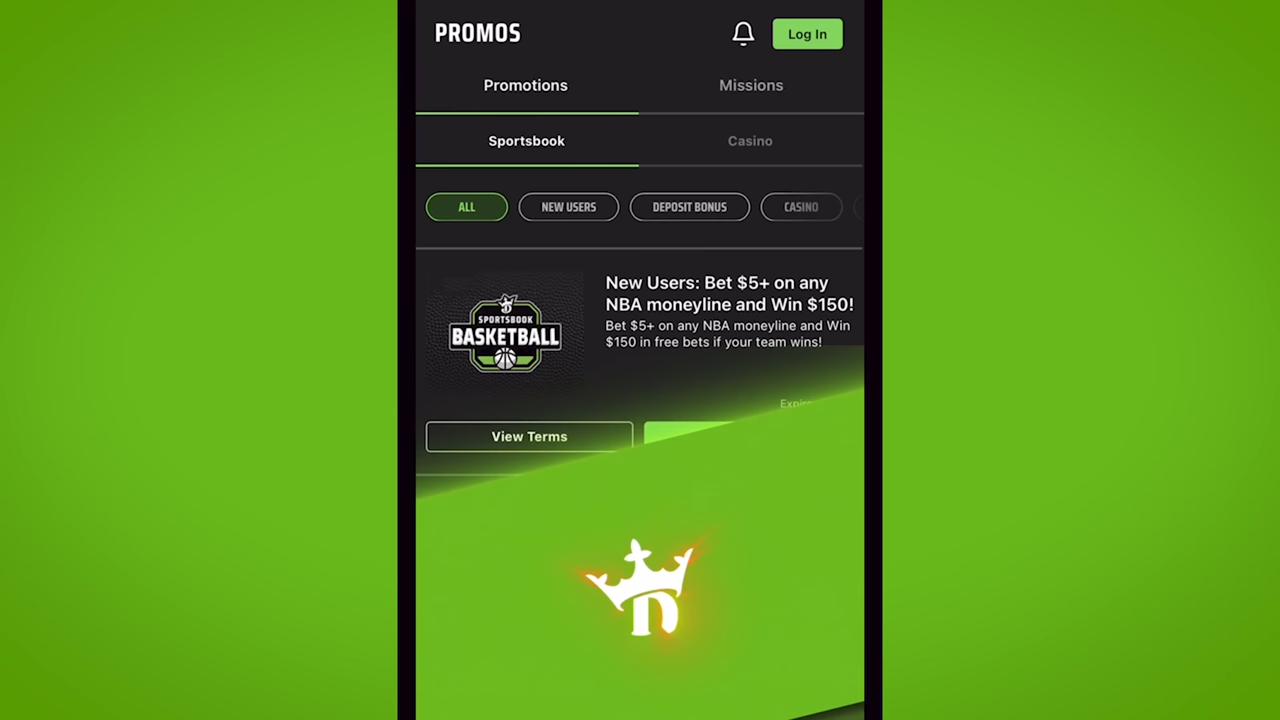 PROMOS
Log In
Promotions
Missions
Sportsbook
Casino
ALL
NEW USERS
DEPOSIT BONUS
CASINO
SPORTSBOOK
BASKETBALL
New Users: Bet $5+ on any
NBA moneyline and Win $150!
Bet $5+ on any NBA moneyline and Win
$150 in free bets if your team wins!
View Terms